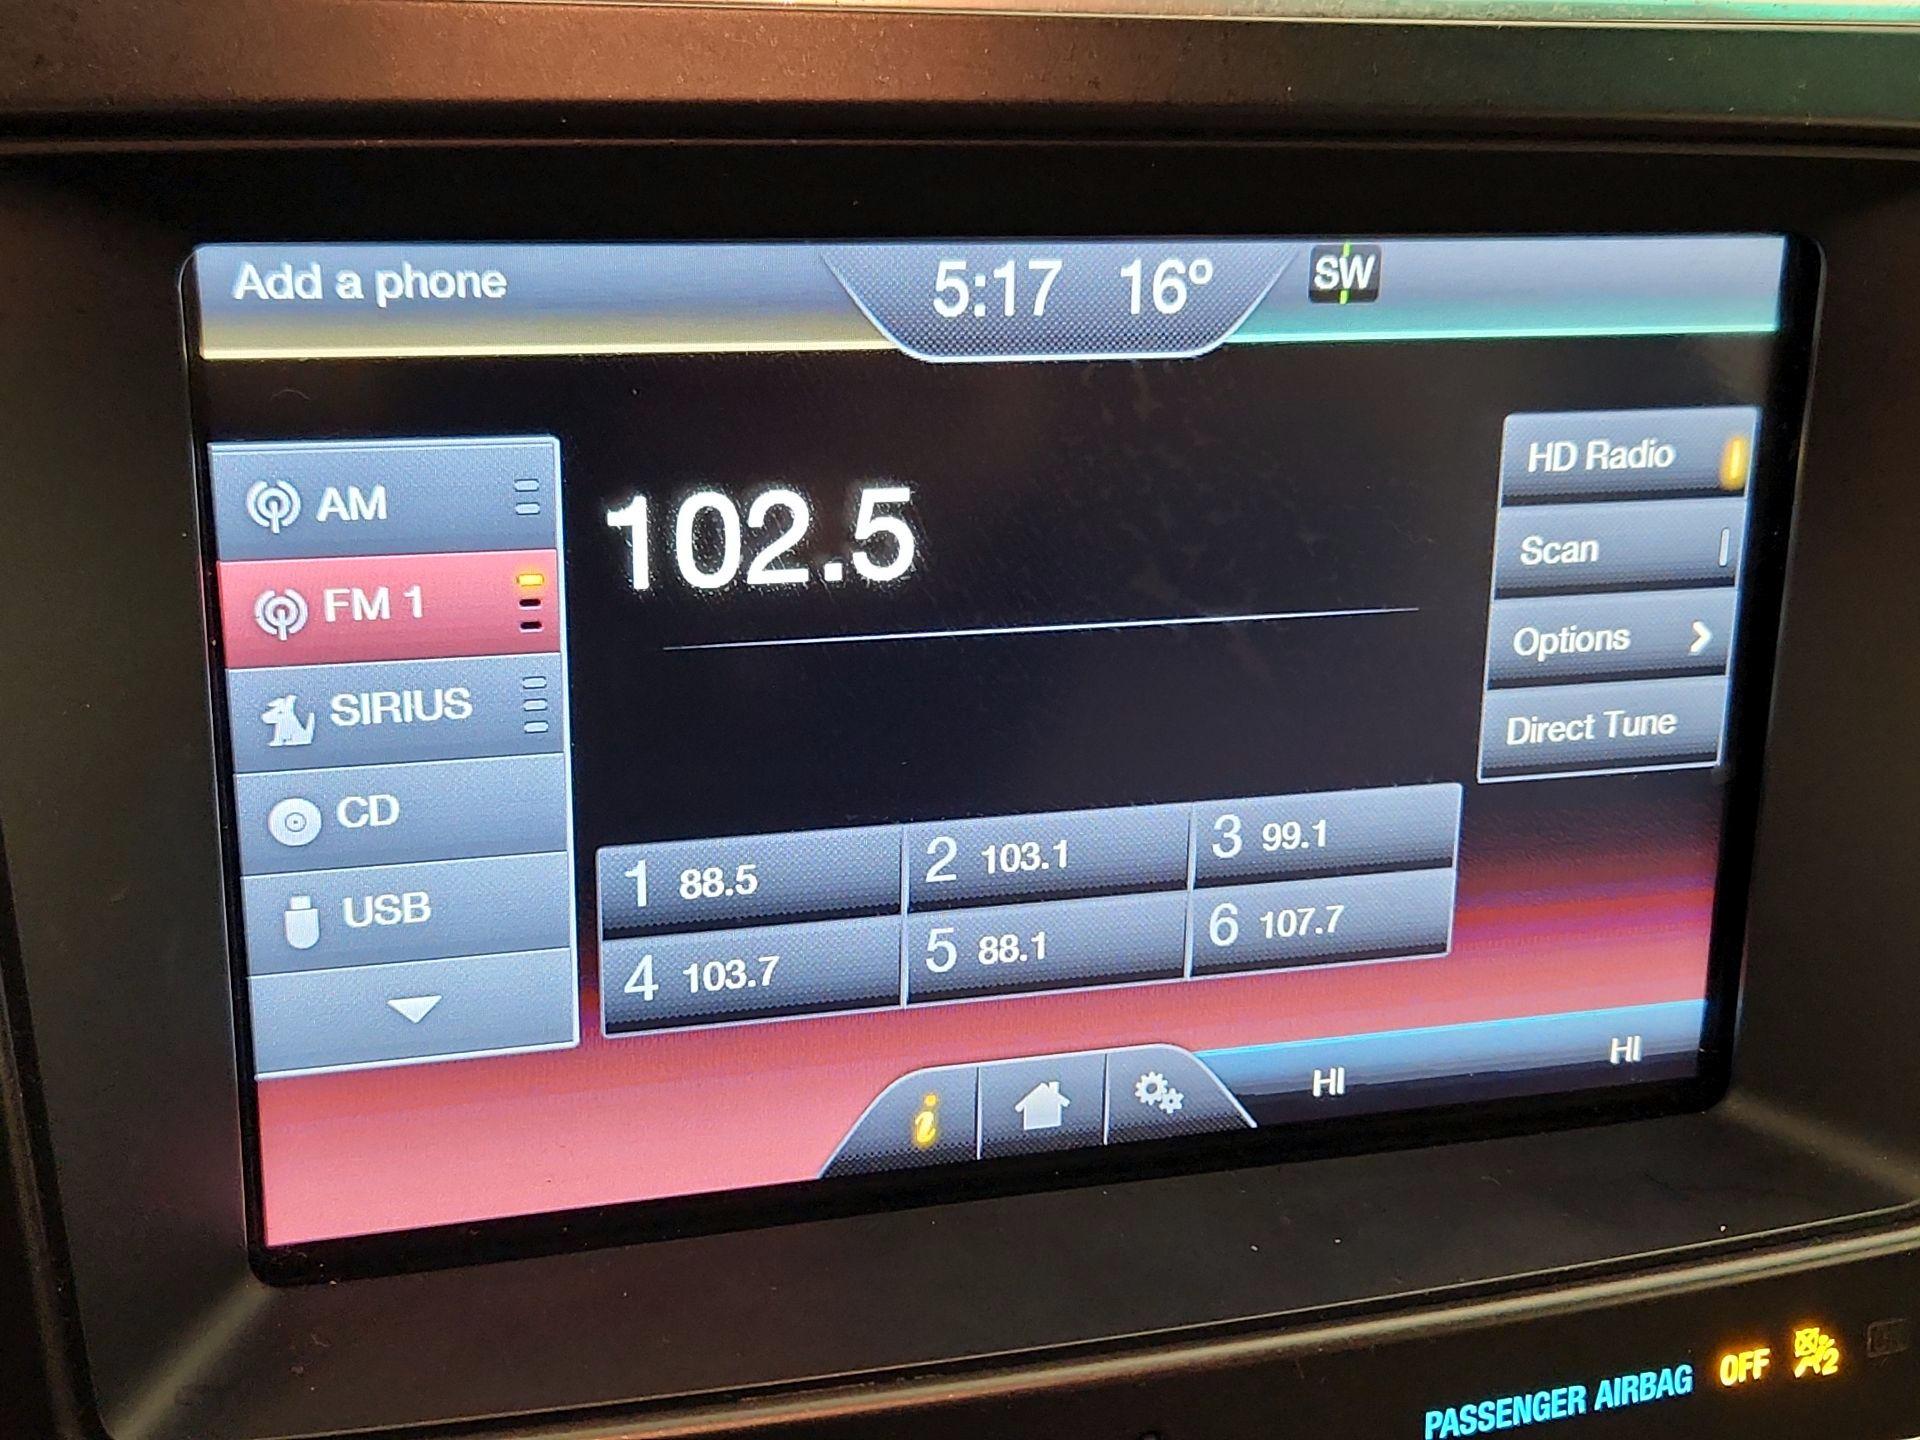 Add a phone
5:17 16º SW
AM
FM 1
SIRIUS
CD
USB
102.5
HD Radio
Scan
Options
Direct Tune
1 88.5
2 103.1
3 99.1
4 103.7
5 88.1
6 107.7
i
HI
HI
PASSENGER AIRBAG OFF
2